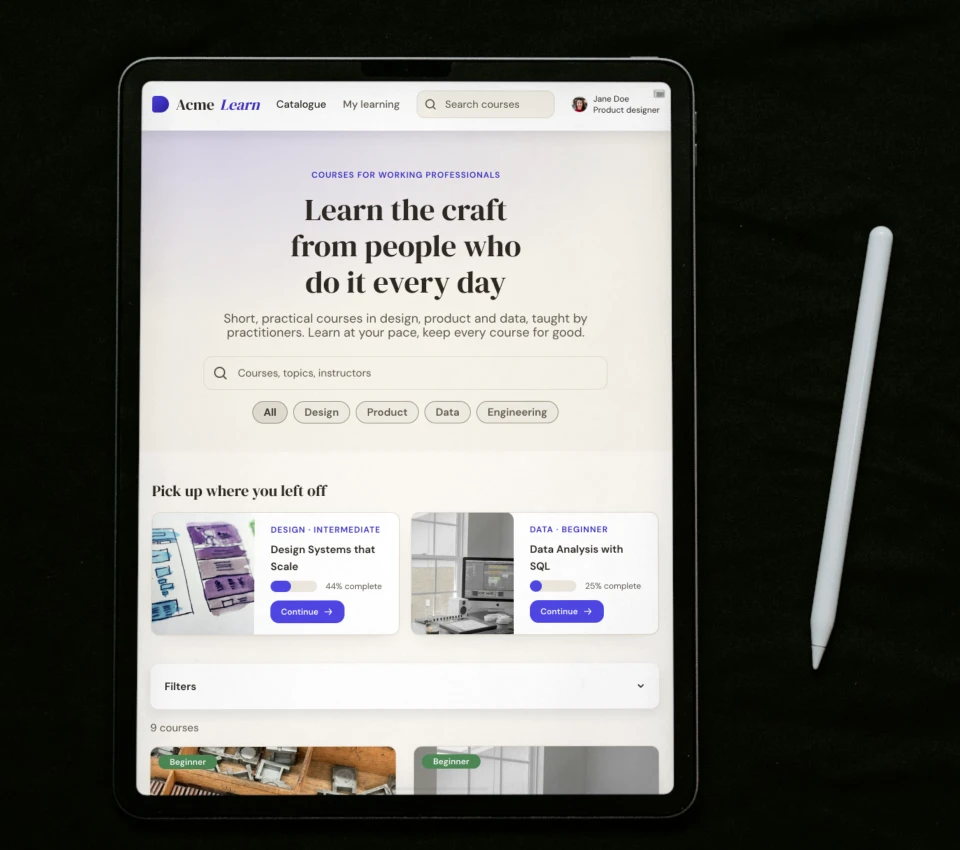 Acme Learn
Catalogue
My learning
Search courses
Jane Doe
Product designer
COURSES FOR WORKING PROFESSIONALS
Learn the craft
from people who
do it every day
Short, practical courses in design, product and data, taught by
practitioners. Learn at your pace, keep every course for good.
Courses, topics, instructors
All
Design
Product
Data
Engineering
Pick up where you left off
DESIGN · INTERMEDIATE
Design Systems that
Scale
44% complete
Continue
DATA · BEGINNER
Data Analysis with
SQL
25% complete
Continue
Filters
9 courses
Beginner
Beginner